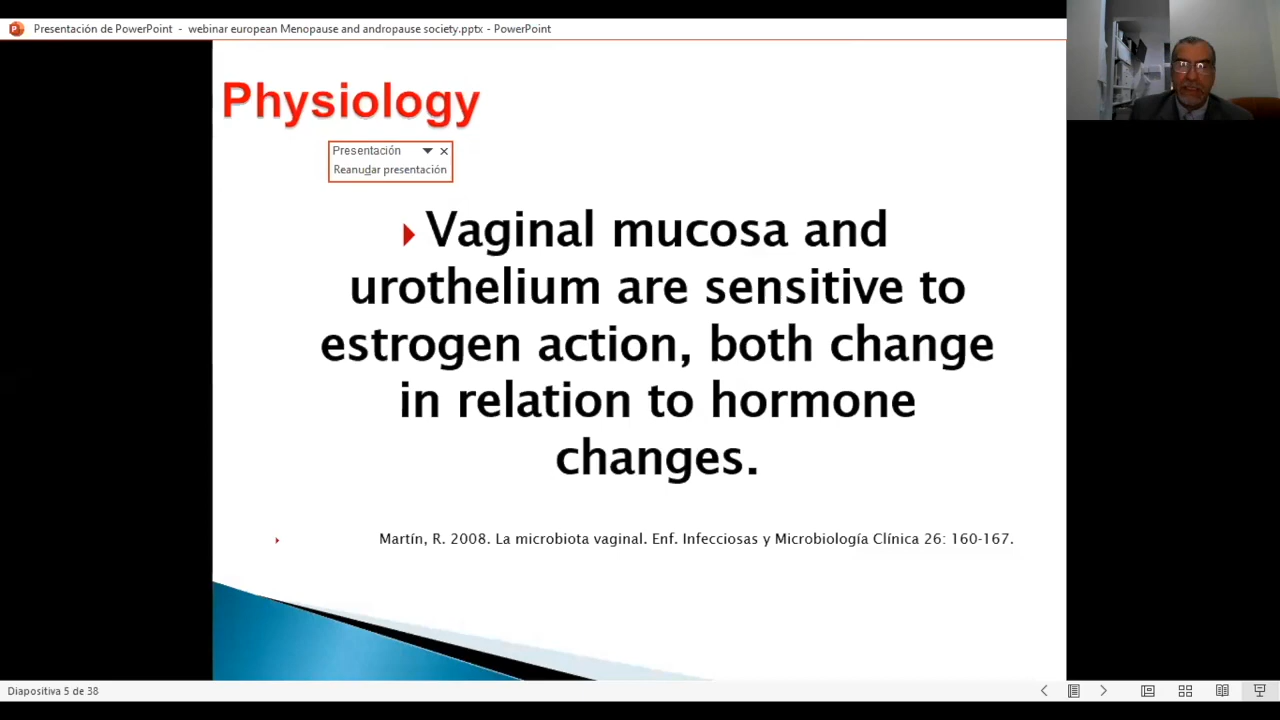 Presentación de PowerPoint - webinar european Menopause and andropause society.pptx - PowerPoint
Physiology
Presentación
Reanudar presentación
Vaginal mucosa and
urothelium are sensitive to
estrogen action, both change
in relation to hormone
changes.
Martín, R. 2008. La microbiota vaginal. Enf. Infecciosas y Microbiología Clínica 26: 160-167.
Diapositiva 5 de 38